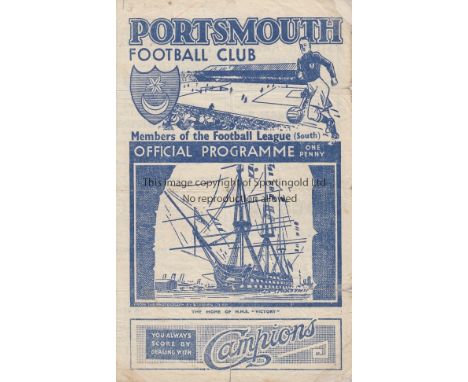 PORTSMOUTH
FOOTBALL CLUB
Members of the Football League (South)
OFFICIAL PROGRAMME ONE PENNY
This image copyright of Sportingold Ltd
No reproduction allowed
THE HOME OF H.M.S. "VICTORY"
YOU ALWAYS
SCORE BY
DEALING WITH
Campions